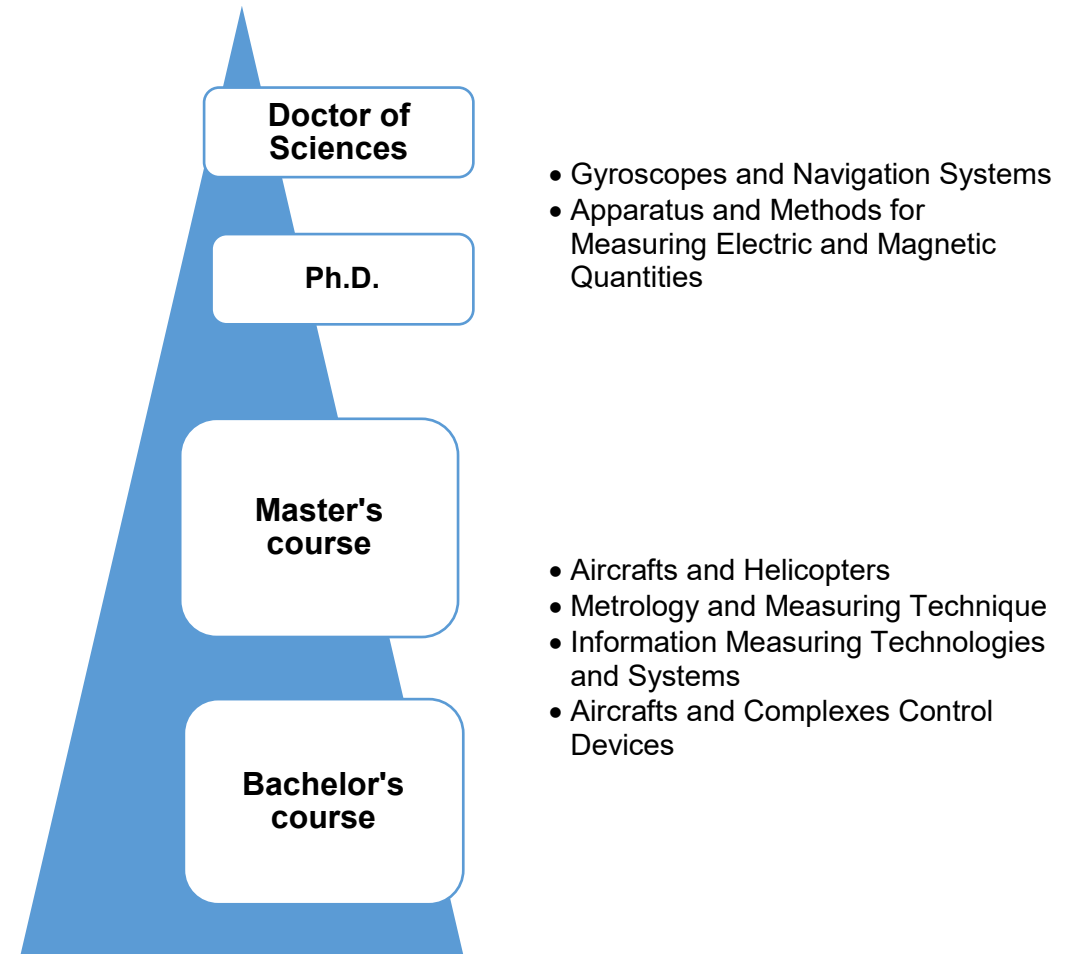 Doctor of
Sciences
Ph.D.
• Gyroscopes and Navigation Systems
• Apparatus and Methods for
Measuring Electric and Magnetic
Quantities
Master's
course
Bachelor's
course
• Aircrafts and Helicopters
• Metrology and Measuring Technique
• Information Measuring Technologies
and Systems
• Aircrafts and Complexes Control
Devices